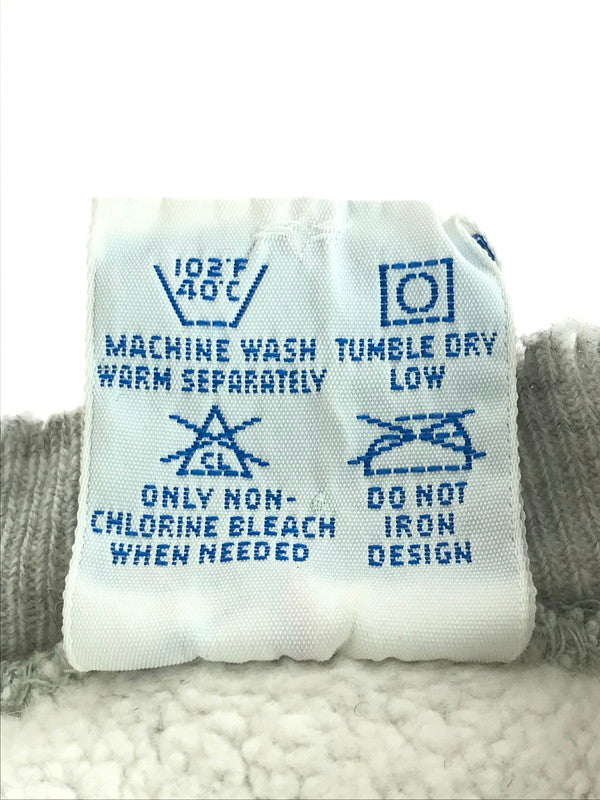 102°F
40°C
MACHINE WASH
WARM SEPARATELY
TUMBLE DRY
LOW
CL
ONLY NON-
CHLORINE BLEACH
WHEN NEEDED
DO NOT
IRON
DESIGN